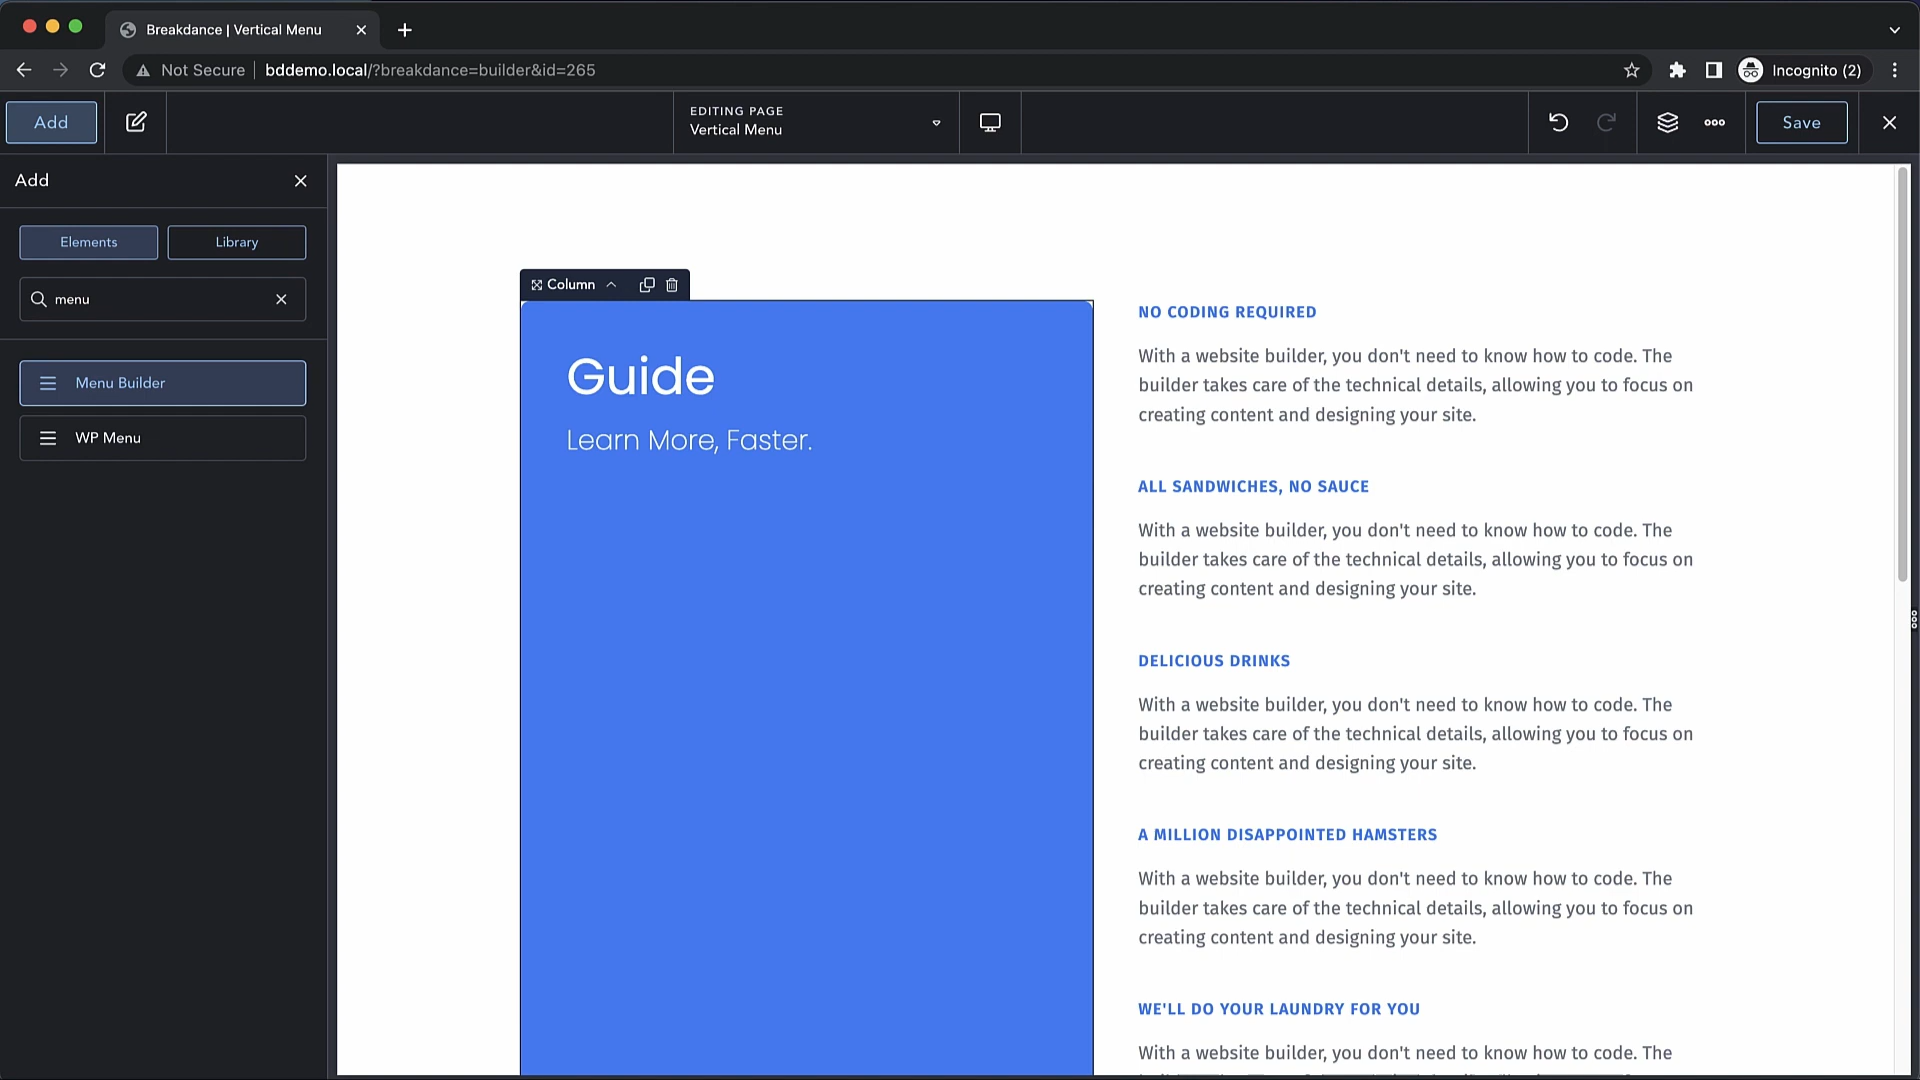 Breakdance | Vertical Menu
Not Secure
bddemo.local/?breakdance=builder&id=265
Incognito (2)
Add
EDITING PAGE
Vertical Menu
Save
Add
Elements
Library
menu
Menu Builder
WP Menu
Column
Guide
Learn More, Faster.
NO CODING REQUIRED
With a website builder, you don't need to know how to code. The
builder takes care of the technical details, allowing you to focus on
creating content and designing your site.
ALL SANDWICHES, NO SAUCE
With a website builder, you don't need to know how to code. The
builder takes care of the technical details, allowing you to focus on
creating content and designing your site.
DELICIOUS DRINKS
With a website builder, you don't need to know how to code. The
builder takes care of the technical details, allowing you to focus on
creating content and designing your site.
A MILLION DISAPPOINTED HAMSTERS
With a website builder, you don't need to know how to code. The
builder takes care of the technical details, allowing you to focus on
creating content and designing your site.
WE'LL DO YOUR LAUNDRY FOR YOU
With a website builder, you don't need to know how to code. The